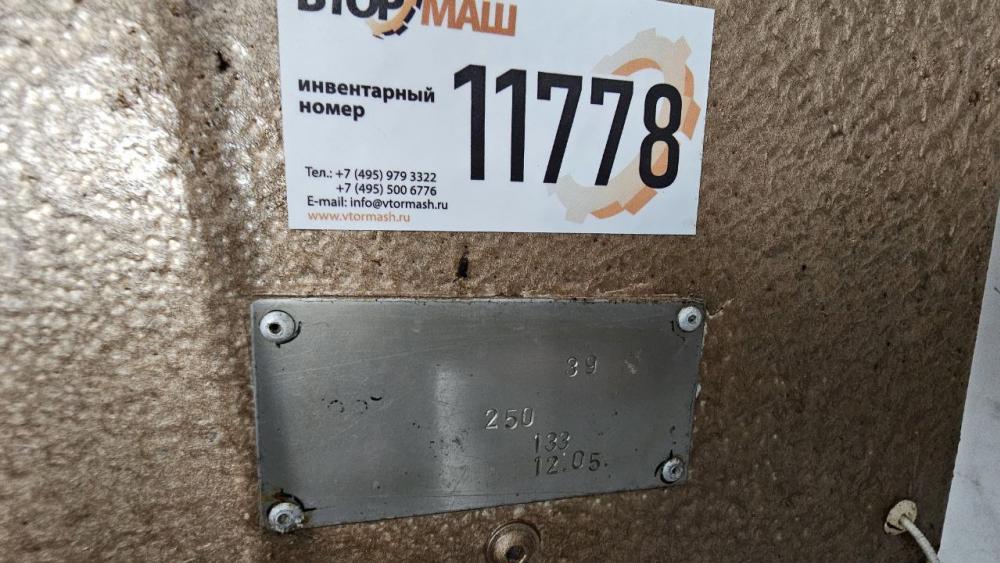 ВТОРМАШ
инвентарный
номер
11778
Тел.: +7 (495) 979 3322
+7 (495) 500 6776
E-mail: info@vtormash.ru
www.vtormash.ru
39
250
133
12.05.